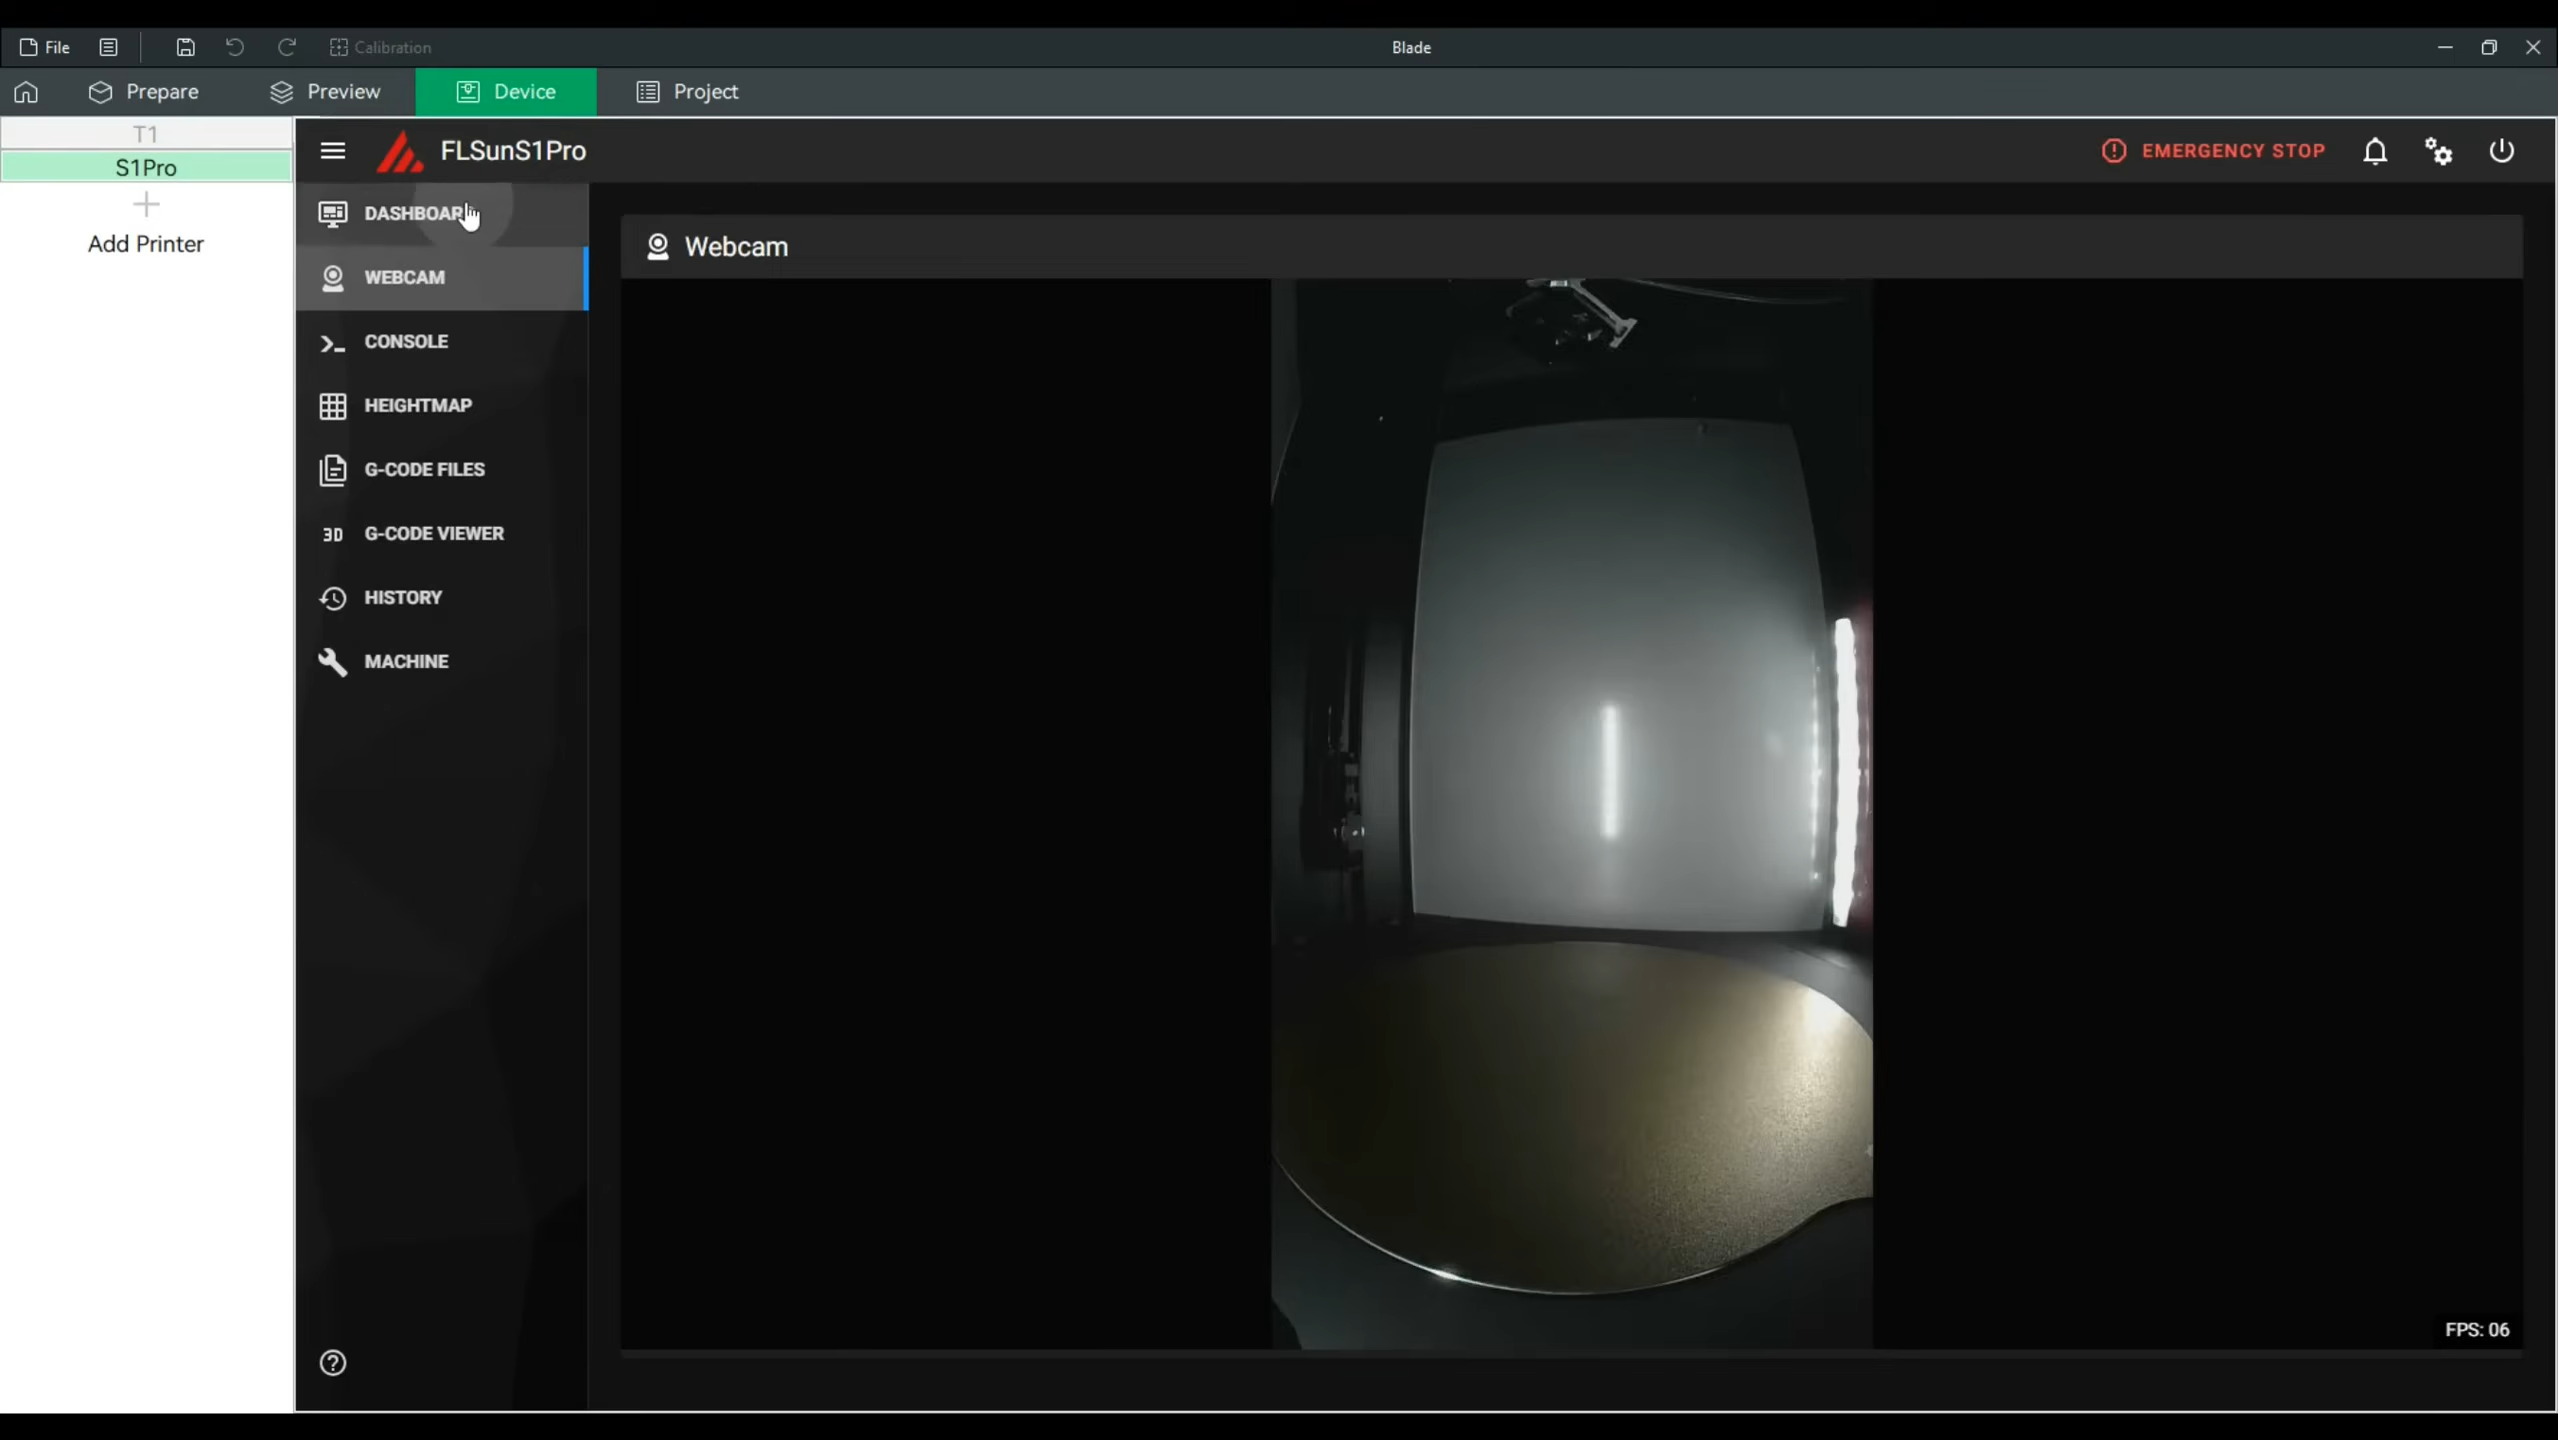 File
Calibration
Blade
Prepare
Preview
Device
Project
T1
S1Pro
Add Printer
FLSunS1Pro
EMERGENCY STOP
DASHBOARD
WEBCAM
CONSOLE
HEIGHTMAP
G-CODE FILES
3D G-CODE VIEWER
HISTORY
MACHINE
Webcam
FPS: 06